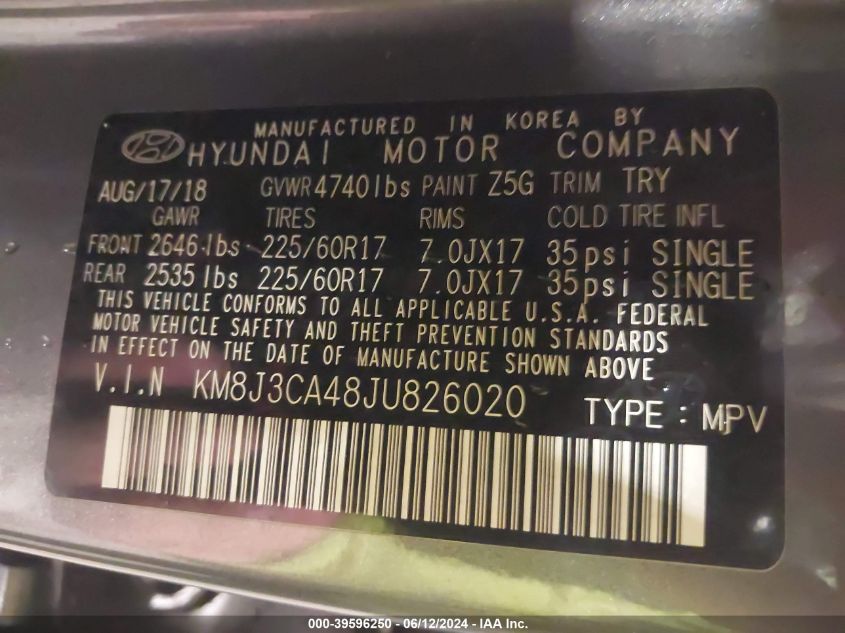 MANUFACTURED IN KOREA BY
HYUNDAI MOTOR COMPANY
AUG/17/18 GVWR 4740lbs PAINT Z5G TRIM TRY
GAWR TIRES RIMS COLD TIRE INFL
FRONT 2646 lbs 225/60R17 7.0JX17 35psi SINGLE
REAR 2535 lbs 225/60R17 7.0JX17 35psi SINGLE
THIS VEHICLE CONFORMS TO ALL APPLICABLE U.S.A. FEDERAL
MOTOR VEHICLE SAFETY AND THEFT PREVENTION STANDARDS
IN EFFECT ON THE DATE OF MANUFACTURE SHOWN ABOVE.
V.I.N KM8J3CA48JU826020 TYPE : MPV
000-39596250 - 06/12/2024 - IAA Inc.